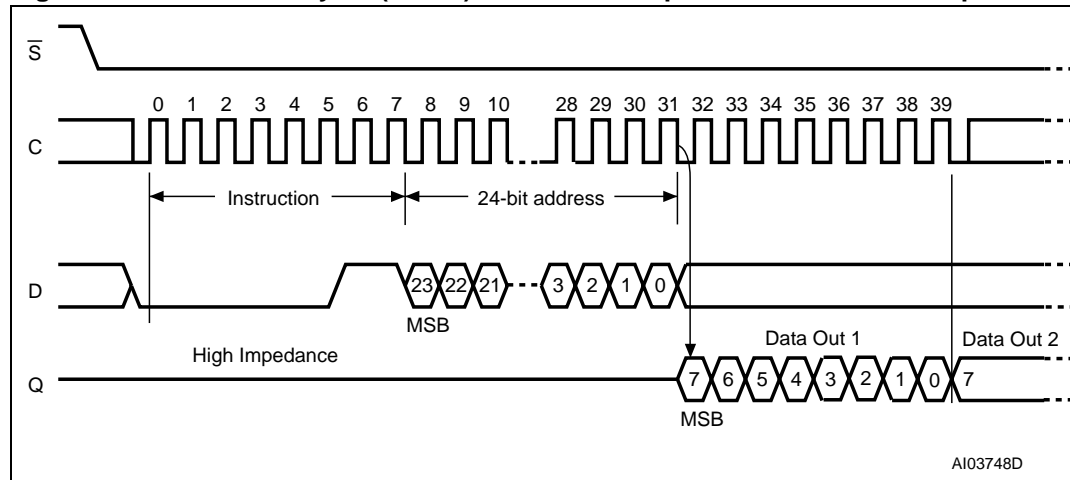 S
0 1 2 3 4 5 6 7 8 9 10 28 29 30 31 32 33 34 35 36 37 38 39
C
Instruction 24-bit address
D
23 22 21 3 2 1 0
MSB
High Impedance Data Out 1 Data Out 2
Q
7 6 5 4 3 2 1 0 7
MSB
AI03748D